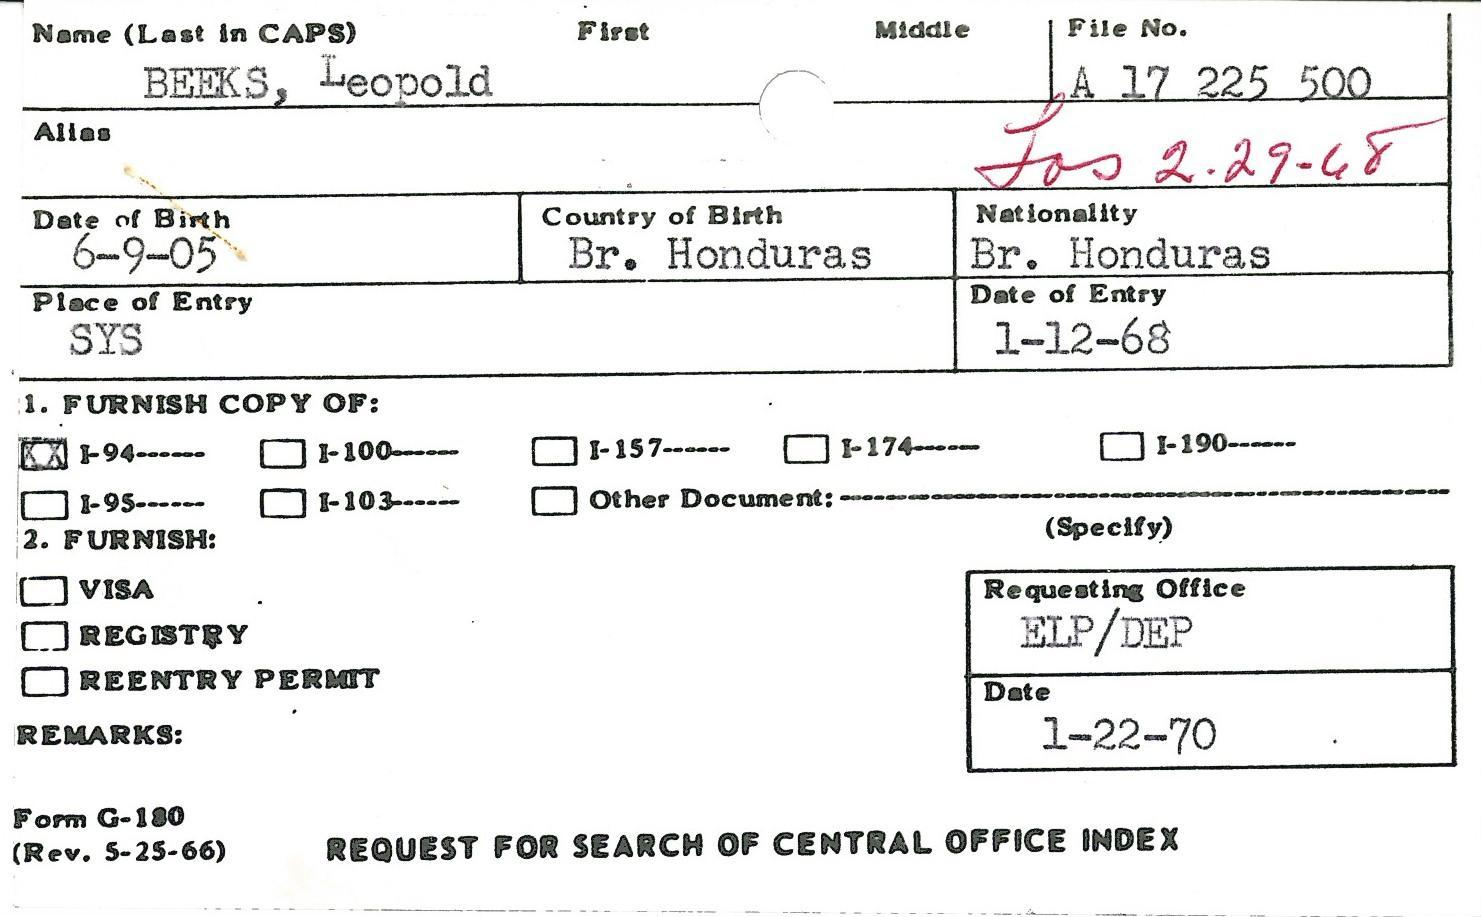 Name (Last in CAPS) First Middle File No.
BEEKS, Leopold A 17 225 500
Alias
Los 2-29-68
Date of Birth Country of Birth Nationality
6-9-05 Br. Honduras Br. Honduras
Place of Entry Date of Entry
SYS 1-12-68
1. FURNISH COPY OF:
XX I-94------ I-100------ I-157------ I-174------ I-190------
I-95------ I-103------ Other Document:
(Specify)
2. FURNISH:
VISA
REGISTRY
REENTRY PERMIT
Requesting Office
ELP/DEP
Date
1-22-70
REMARKS:
Form G-180
(Rev. 5-25-66) REQUEST FOR SEARCH OF CENTRAL OFFICE INDEX